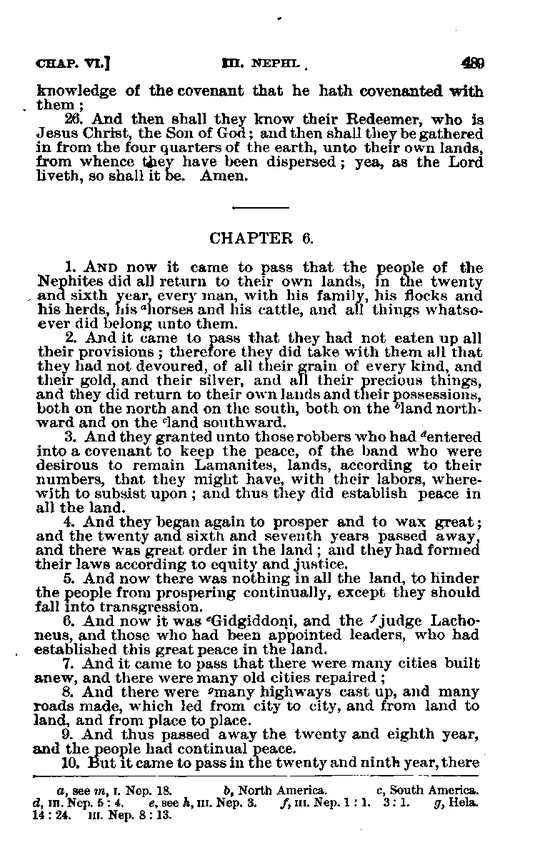 CHAP. VI.] III. NEPHI. 489
knowledge of the covenant that he hath covenanted with
them ;
26. And then shall they know their Redeemer, who is
Jesus Christ, the Son of God ; and then shall they be gathered
in from the four quarters of the earth, unto their own lands,
from whence they have been dispersed ; yea, as the Lord
liveth, so shall it be. Amen.
CHAPTER 6.
1. AND now it came to pass that the people of the
Nephites did all return to their own lands, in the twenty
and sixth year, every man, with his family, his flocks and
his herds, his ᵃhorses and his cattle, and all things whatso-
ever did belong unto them.
2. And it came to pass that they had not eaten up all
their provisions ; therefore they did take with them all that
they had not devoured, of all their grain of every kind, and
their gold, and their silver, and all their precious things,
and they did return to their own lands and their possessions,
both on the north and on the south, both on the ᵇland north-
ward and on the ᶜland southward.
3. And they granted unto those robbers who had ᵈentered
into a covenant to keep the peace, of the band who were
desirous to remain Lamanites, lands, according to their
numbers, that they might have, with their labors, where-
with to subsist upon ; and thus they did establish peace in
all the land.
4. And they began again to prosper and to wax great ;
and the twenty and sixth and seventh years passed away,
and there was great order in the land ; and they had formed
their laws according to equity and justice.
5. And now there was nothing in all the land, to hinder
the people from prospering continually, except they should
fall into transgression.
6. And now it was ᵉGidgiddoni, and the ᶠjudge Lacho-
neus, and those who had been appointed leaders, who had
established this great peace in the land.
7. And it came to pass that there were many cities built
anew, and there were many old cities repaired ;
8. And there were ᵍmany highways cast up, and many
roads made, which led from city to city, and from land to
land, and from place to place.
9. And thus passed away the twenty and eighth year,
and the people had continual peace.
10. But it came to pass in the twenty and ninth year, there
a, see m, I. Nep. 18. b, North America. c, South America.
d, III. Nep. 5 : 4. e, see h, III. Nep. 3. f, III. Nep. 1 : 1. 3 : 1. g, Hela.
14 : 24. III. Nep. 8 : 13.